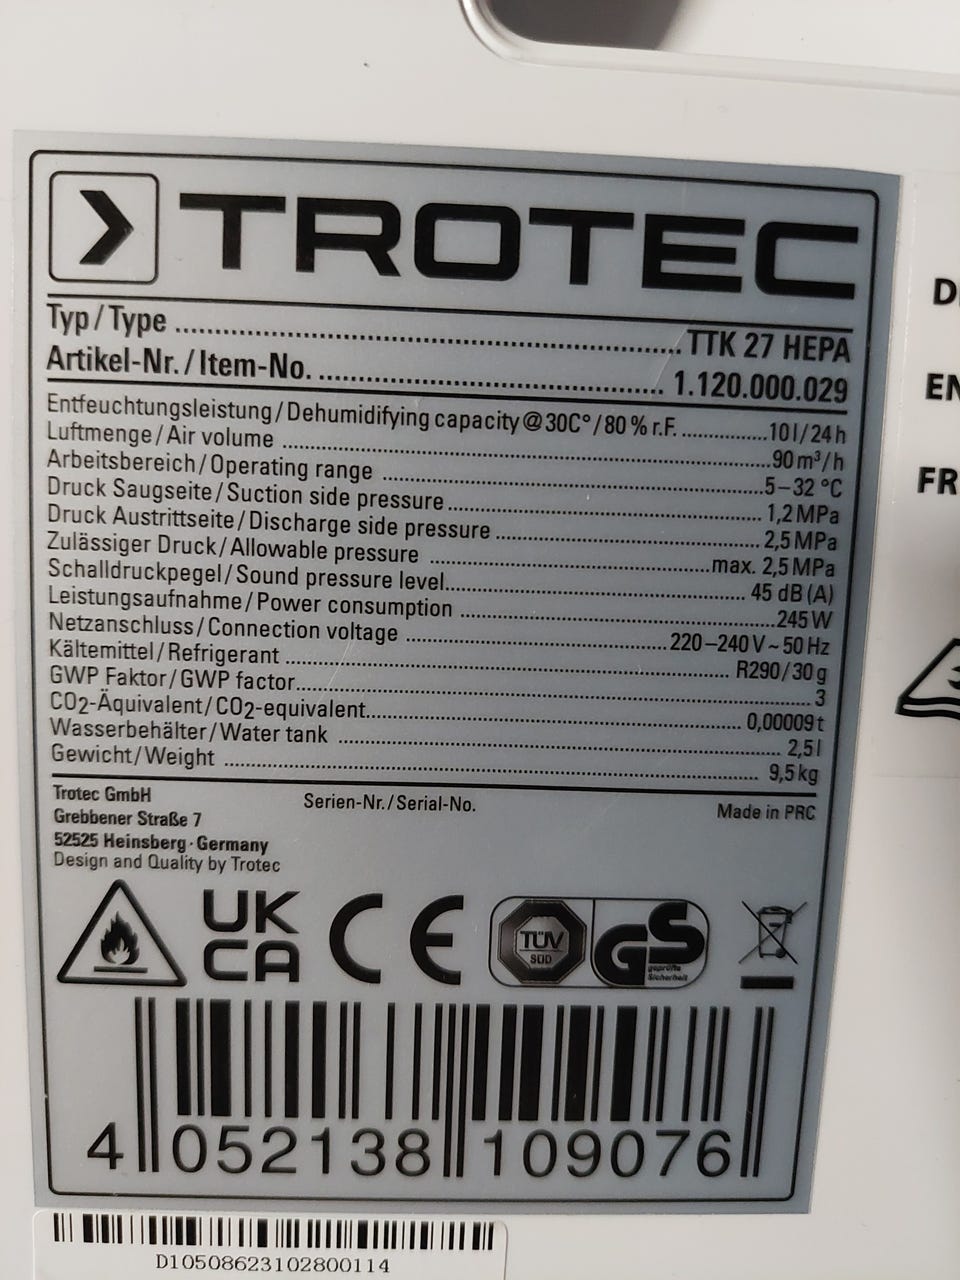 TROTEC
Typ/Type ........ TTK 27 HEPA
Artikel-Nr./Item-No. ........ 1.120.000.029
Entfeuchtungsleistung/Dehumidifying capacity@30C°/80% r.F. ........ 10l/24h
Luftmenge/Air volume ........ 90m³/h
Arbeitsbereich/Operating range ........ 5–32 °C
Druck Saugseite/Suction side pressure ........ 1,2MPa
Druck Austrittseite/Discharge side pressure ........ 2,5MPa
Zulässiger Druck/Allowable pressure ........ max. 2,5MPa
Schalldruckpegel/Sound pressure level ........ 45 dB(A)
Leistungsaufnahme/Power consumption ........ 245W
Netzanschluss/Connection voltage ........ 220–240V~50Hz
Kältemittel/Refrigerant ........ R290/30g
GWP Faktor/GWP factor ........ 3
CO2-Äquivalent/CO2-equivalent ........ 0,00009t
Wasserbehälter/Water tank ........ 2,5l
Gewicht/Weight ........ 9,5kg
Trotec GmbH
Grebbener Straße 7
52525 Heinsberg·Germany
Design and Quality by Trotec
Serien-Nr./Serial-No.
Made in PRC
UK
CA
CE
TÜV
SÜD
GS
geprüfte
Sicherheit
4 052138 109076
D10508623102800114
EN
FR